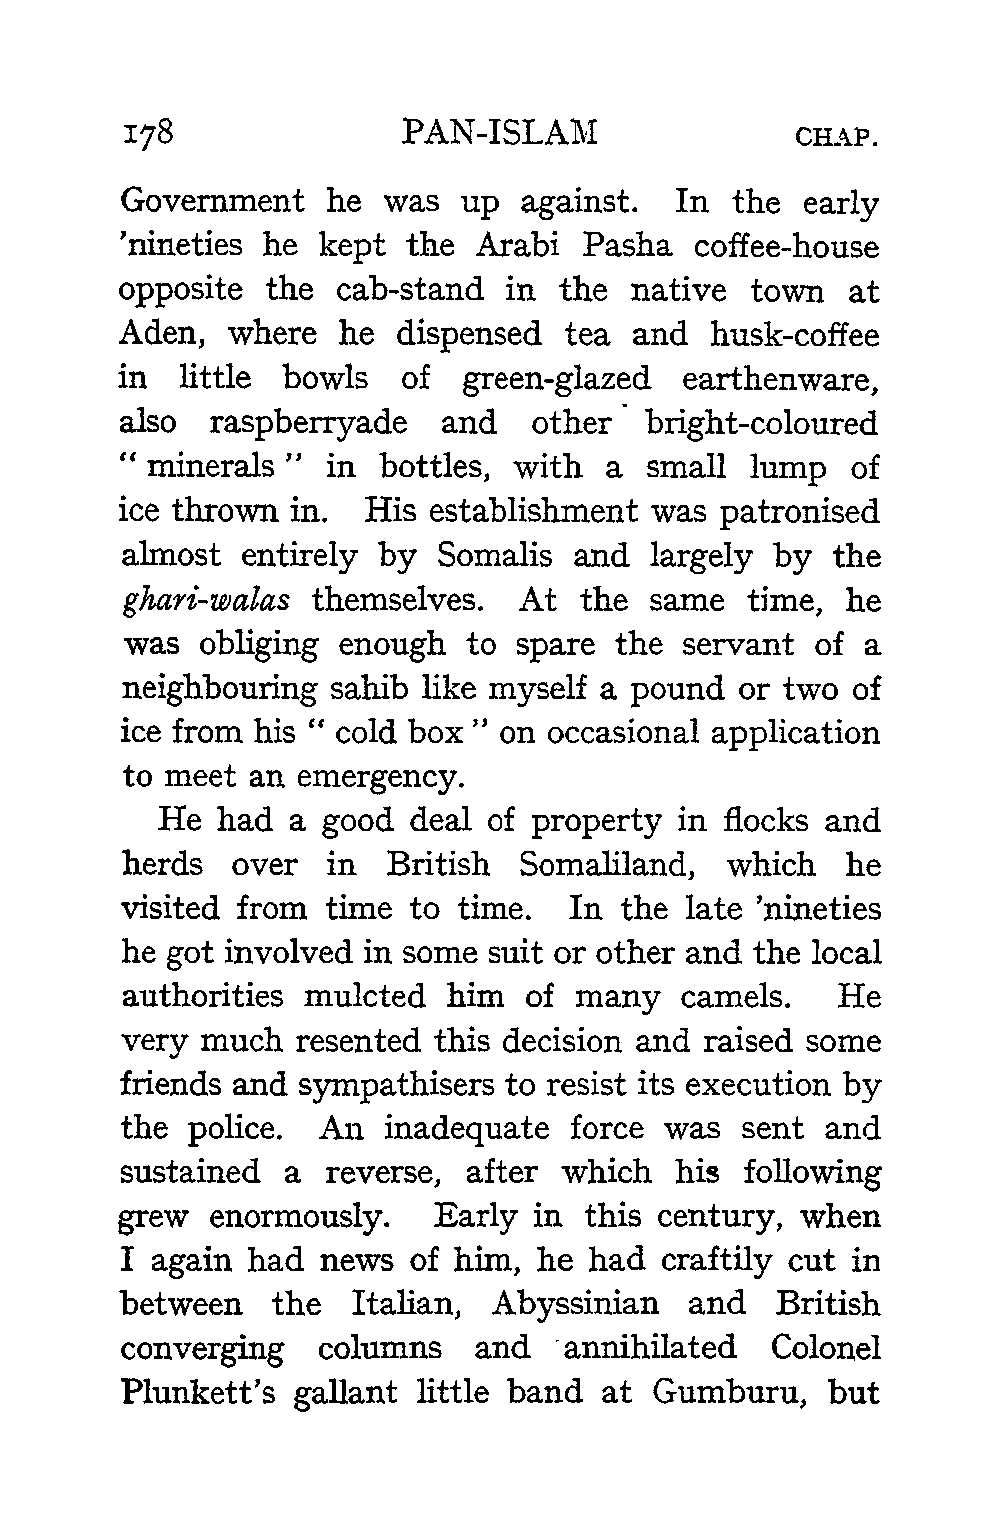 178 PAN-ISLAM CHAP.
Government he was up against. In the early
’nineties he kept the Arabi Pasha coffee-house
opposite the cab-stand in the native town at
Aden, where he dispensed tea and husk-coffee
in little bowls of green-glazed earthenware,
also raspberryade and other bright-coloured
“ minerals ” in bottles, with a small lump of
ice thrown in. His establishment was patronised
almost entirely by Somalis and largely by the
ghari-walas themselves. At the same time, he
was obliging enough to spare the servant of a
neighbouring sahib like myself a pound or two of
ice from his “ cold box ” on occasional application
to meet an emergency.
He had a good deal of property in flocks and
herds over in British Somaliland, which he
visited from time to time. In the late ’nineties
he got involved in some suit or other and the local
authorities mulcted him of many camels. He
very much resented this decision and raised some
friends and sympathisers to resist its execution by
the police. An inadequate force was sent and
sustained a reverse, after which his following
grew enormously. Early in this century, when
I again had news of him, he had craftily cut in
between the Italian, Abyssinian and British
converging columns and annihilated Colonel
Plunkett’s gallant little band at Gumburu, but